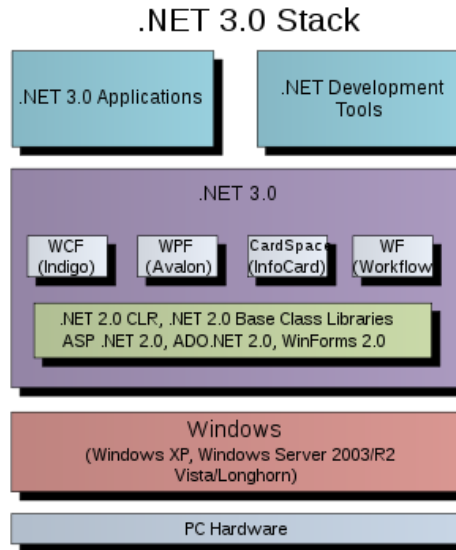 .NET 3.0 Stack
.NET 3.0 Applications
.NET Development
Tools
.NET 3.0
WCF
(Indigo)
WPF
(Avalon)
CardSpace
(InfoCard)
WF
(Workflow
.NET 2.0 CLR, .NET 2.0 Base Class Libraries
ASP .NET 2.0, ADO.NET 2.0, WinForms 2.0
Windows
(Windows XP, Windows Server 2003/R2
Vista/Longhorn)
PC Hardware